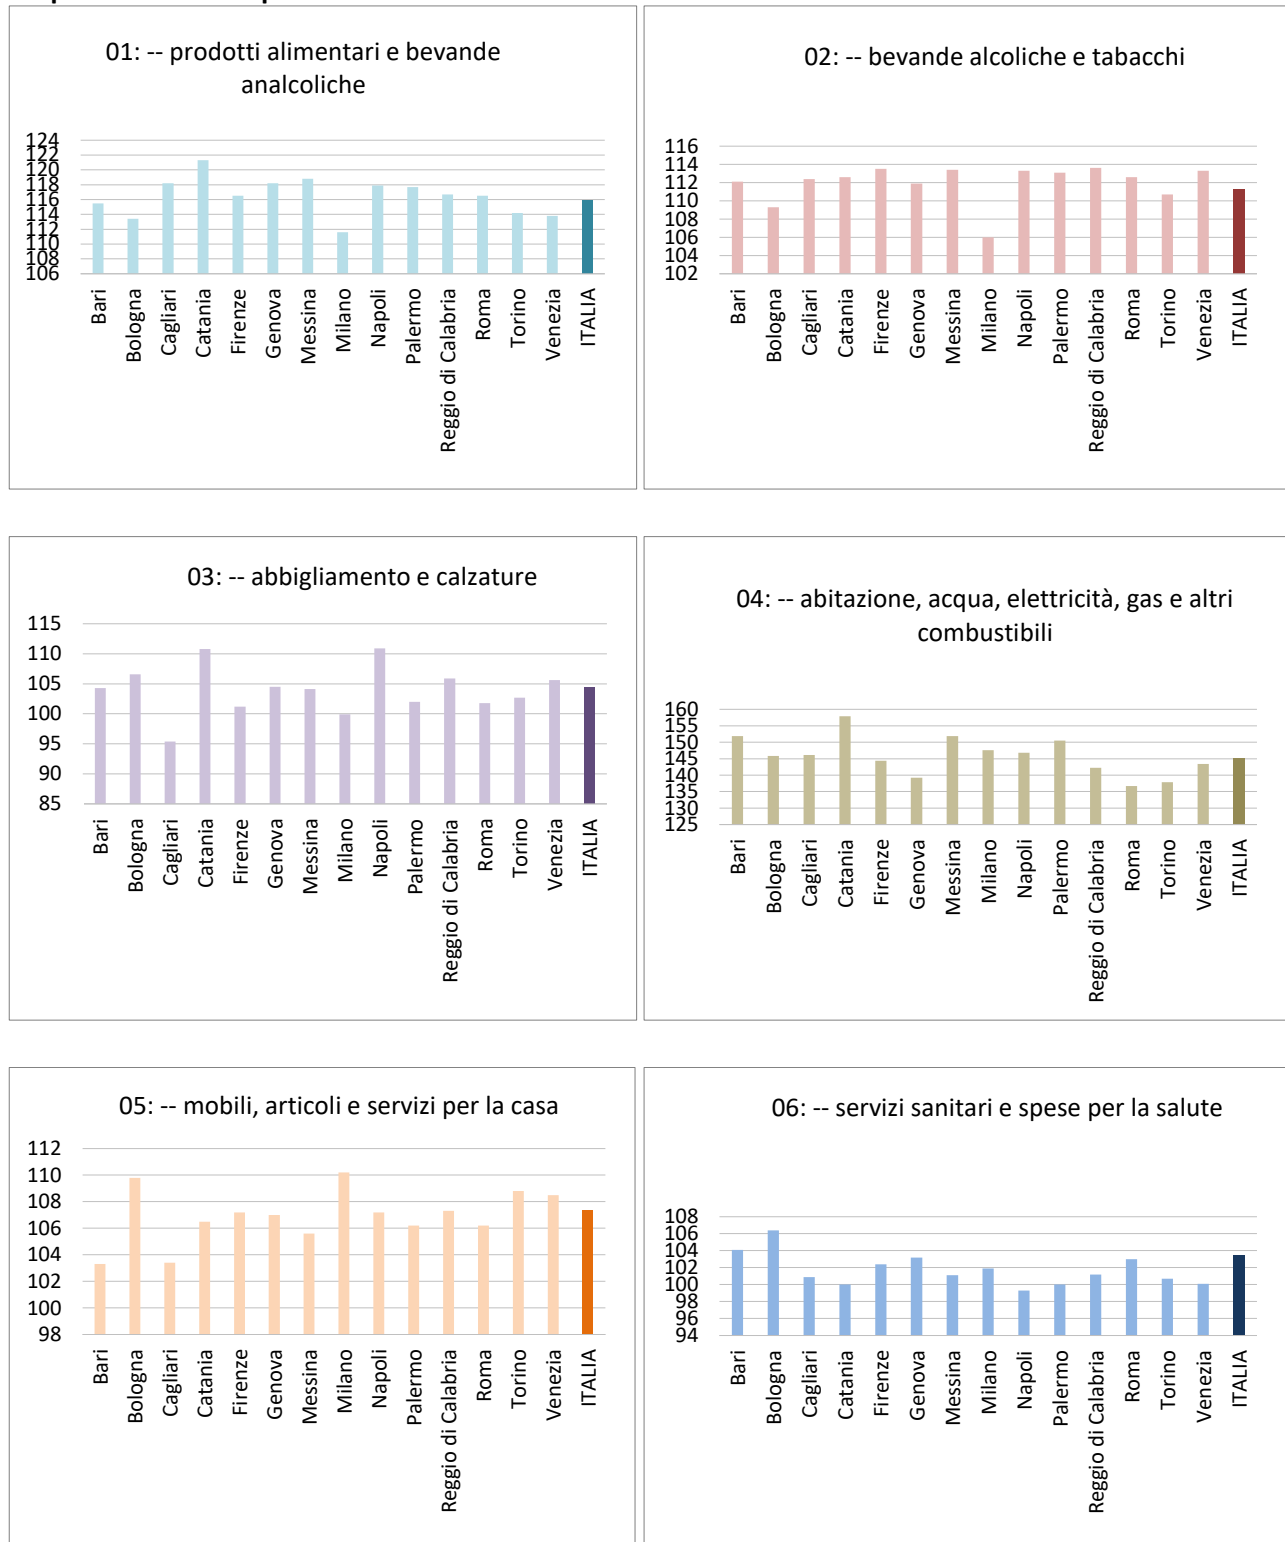 01: -- prodotti alimentari e bevande
analcoliche
124
122
120
118
116
114
112
110
108
106
Bari
Bologna
Cagliari
Catania
Firenze
Genova
Messina
Milano
Napoli
Palermo
Reggio di Calabria
Roma
Torino
Venezia
ITALIA
02: -- bevande alcoliche e tabacchi
116
114
112
110
108
106
104
102
Bari
Bologna
Cagliari
Catania
Firenze
Genova
Messina
Milano
Napoli
Palermo
Reggio di Calabria
Roma
Torino
Venezia
ITALIA
03: -- abbigliamento e calzature
115
110
105
100
95
90
85
Bari
Bologna
Cagliari
Catania
Firenze
Genova
Messina
Milano
Napoli
Palermo
Reggio di Calabria
Roma
Torino
Venezia
ITALIA
04: -- abitazione, acqua, elettricità, gas e altri
combustibili
160
155
150
145
140
135
130
125
Bari
Bologna
Cagliari
Catania
Firenze
Genova
Messina
Milano
Napoli
Palermo
Reggio di Calabria
Roma
Torino
Venezia
ITALIA
05: -- mobili, articoli e servizi per la casa
112
110
108
106
104
102
100
98
Bari
Bologna
Cagliari
Catania
Firenze
Genova
Messina
Milano
Napoli
Palermo
Reggio di Calabria
Roma
Torino
Venezia
ITALIA
06: -- servizi sanitari e spese per la salute
108
106
104
102
100
98
96
94
Bari
Bologna
Cagliari
Catania
Firenze
Genova
Messina
Milano
Napoli
Palermo
Reggio di Calabria
Roma
Torino
Venezia
ITALIA